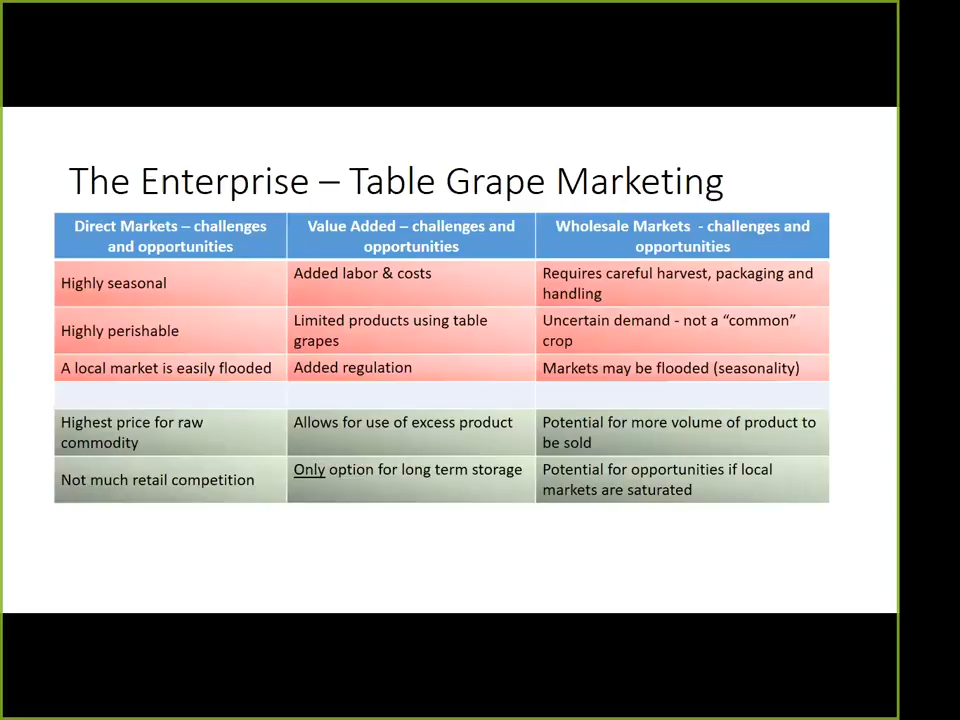 The Enterprise – Table Grape Marketing
Direct Markets – challenges
and opportunities
Value Added – challenges and
opportunities
Wholesale Markets  - challenges and
opportunities
Highly seasonal
Added labor & costs
Requires careful harvest, packaging and
handling
Highly perishable
Limited products using table
grapes
Uncertain demand - not a “common”
crop
A local market is easily flooded
Added regulation
Markets may be flooded (seasonality)
Highest price for raw
commodity
Allows for use of excess product
Potential for more volume of product to
be sold
Not much retail competition
Only option for long term storage
Potential for opportunities if local
markets are saturated